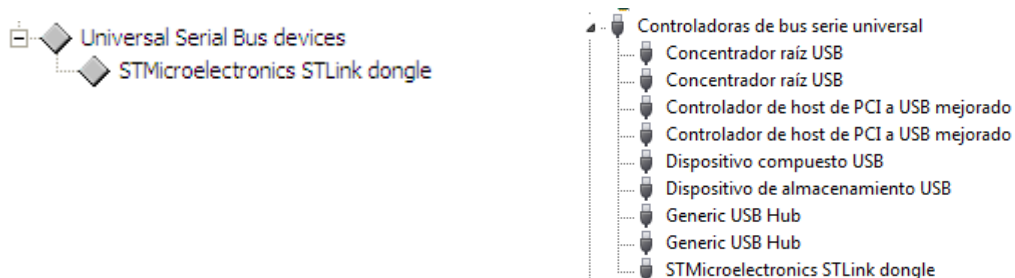 Universal Serial Bus devices
STMicroelectronics STLink dongle
Controladoras de bus serie universal
Concentrador raíz USB
Concentrador raíz USB
Controlador de host de PCI a USB mejorado
Controlador de host de PCI a USB mejorado
Dispositivo compuesto USB
Dispositivo de almacenamiento USB
Generic USB Hub
Generic USB Hub
STMicroelectronics STLink dongle